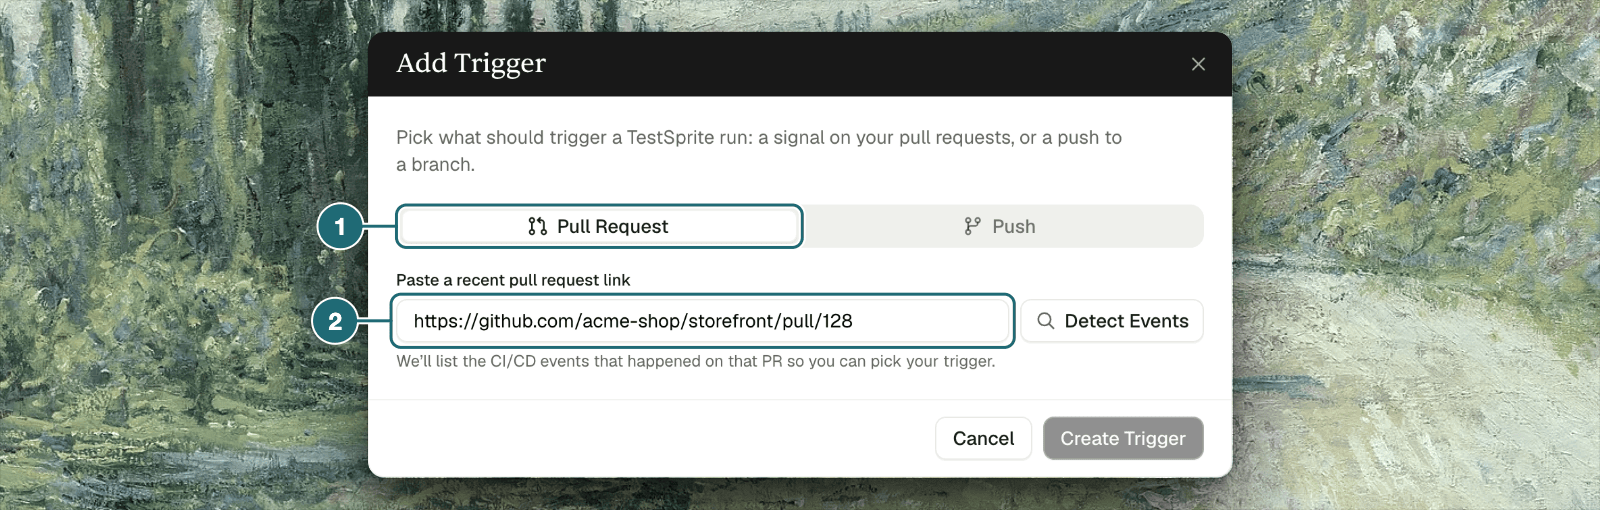 Add Trigger
Pick what should trigger a TestSprite run: a signal on your pull requests, or a push to
a branch.
1
Pull Request
Push
Paste a recent pull request link
2
https://github.com/acme-shop/storefront/pull/128
Detect Events
We'll list the CI/CD events that happened on that PR so you can pick your trigger.
Cancel
Create Trigger